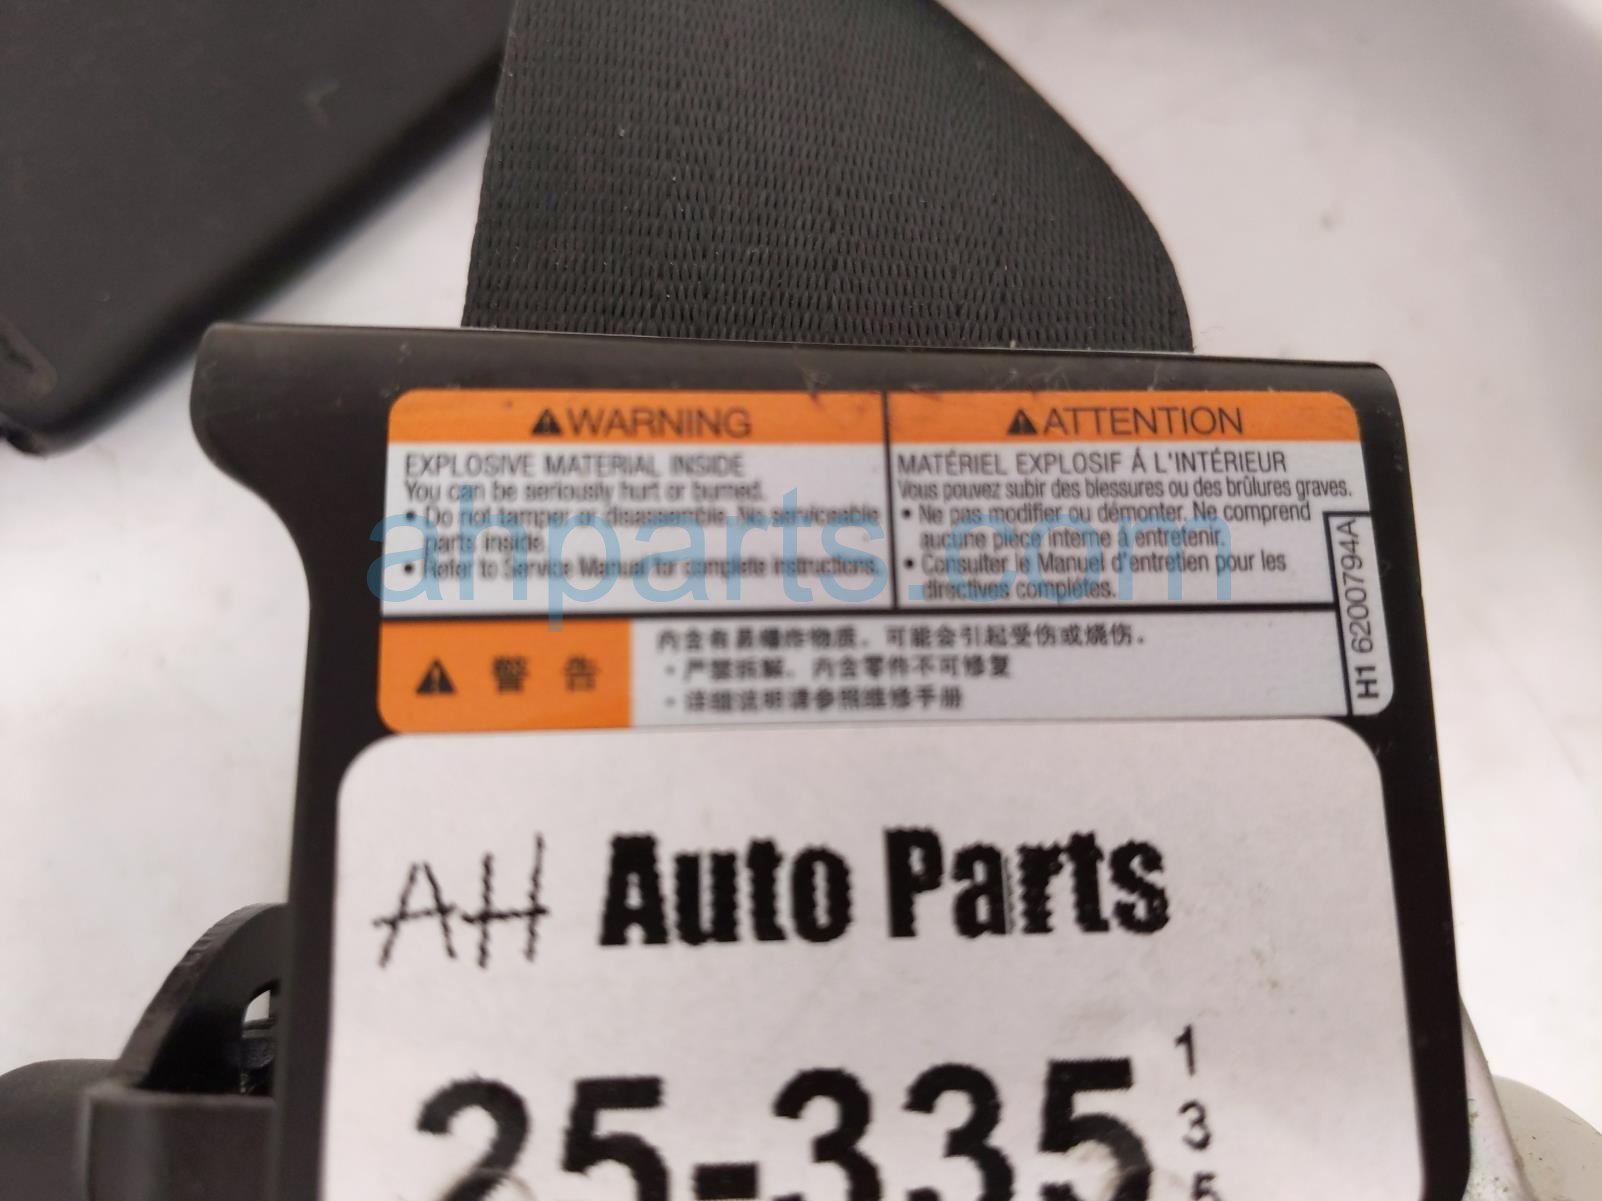 ⚠WARNING
EXPLOSIVE MATERIAL INSIDE
You can be seriously hurt or burned.
• Do not tamper or disassemble. No serviceable
parts inside.
• Refer to Service Manual for complete instructions.
⚠ATTENTION
MATÉRIEL EXPLOSIF Á L'INTÉRIEUR
Vous pouvez subir des blessures ou des brûlures graves.
• Ne pas modifier ou démonter. Ne comprend
aucune pièce interne à entretenir.
• Consulter le Manuel d'entretien pour les
directives complétes.
H1 6200794A
⚠ 警 告
内含有易爆炸物质, 可能会引起受伤或烧伤.
·严禁拆解, 内含零件不可修复
·详细说明请参照维修手册
ahparts.com
AH Auto Parts
25-335
1
3
5